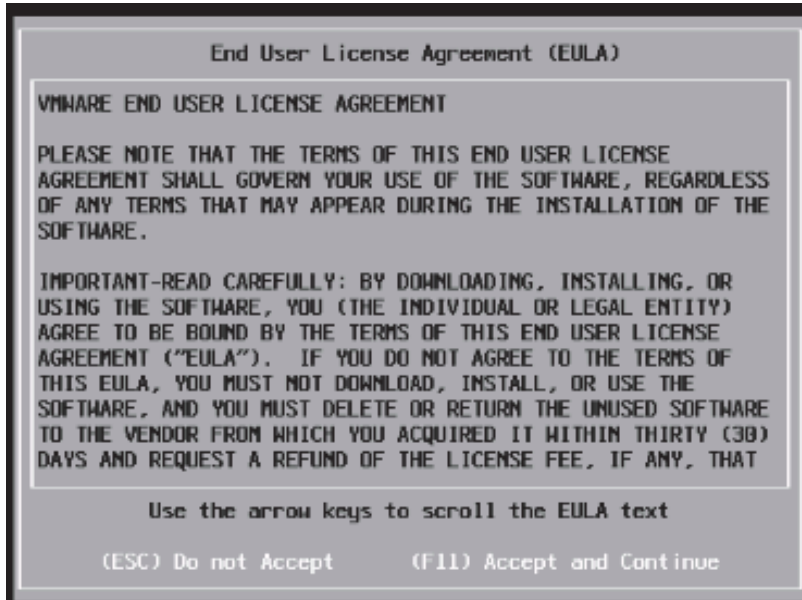 End User License Agreement (EULA)
VMWARE END USER LICENSE AGREEMENT
PLEASE NOTE THAT THE TERMS OF THIS END USER LICENSE
AGREEMENT SHALL GOVERN YOUR USE OF THE SOFTWARE, REGARDLESS
OF ANY TERMS THAT MAY APPEAR DURING THE INSTALLATION OF THE
SOFTWARE.
IMPORTANT-READ CAREFULLY: BY DOWNLOADING, INSTALLING, OR
USING THE SOFTWARE, YOU (THE INDIVIDUAL OR LEGAL ENTITY)
AGREE TO BE BOUND BY THE TERMS OF THIS END USER LICENSE
AGREEMENT ("EULA"). IF YOU DO NOT AGREE TO THE TERMS OF
THIS EULA, YOU MUST NOT DOWNLOAD, INSTALL, OR USE THE
SOFTWARE, AND YOU MUST DELETE OR RETURN THE UNUSED SOFTWARE
TO THE VENDOR FROM WHICH YOU ACQUIRED IT WITHIN THIRTY (30)
DAYS AND REQUEST A REFUND OF THE LICENSE FEE, IF ANY, THAT
Use the arrow keys to scroll the EULA text
(ESC) Do not Accept (F11) Accept and Continue